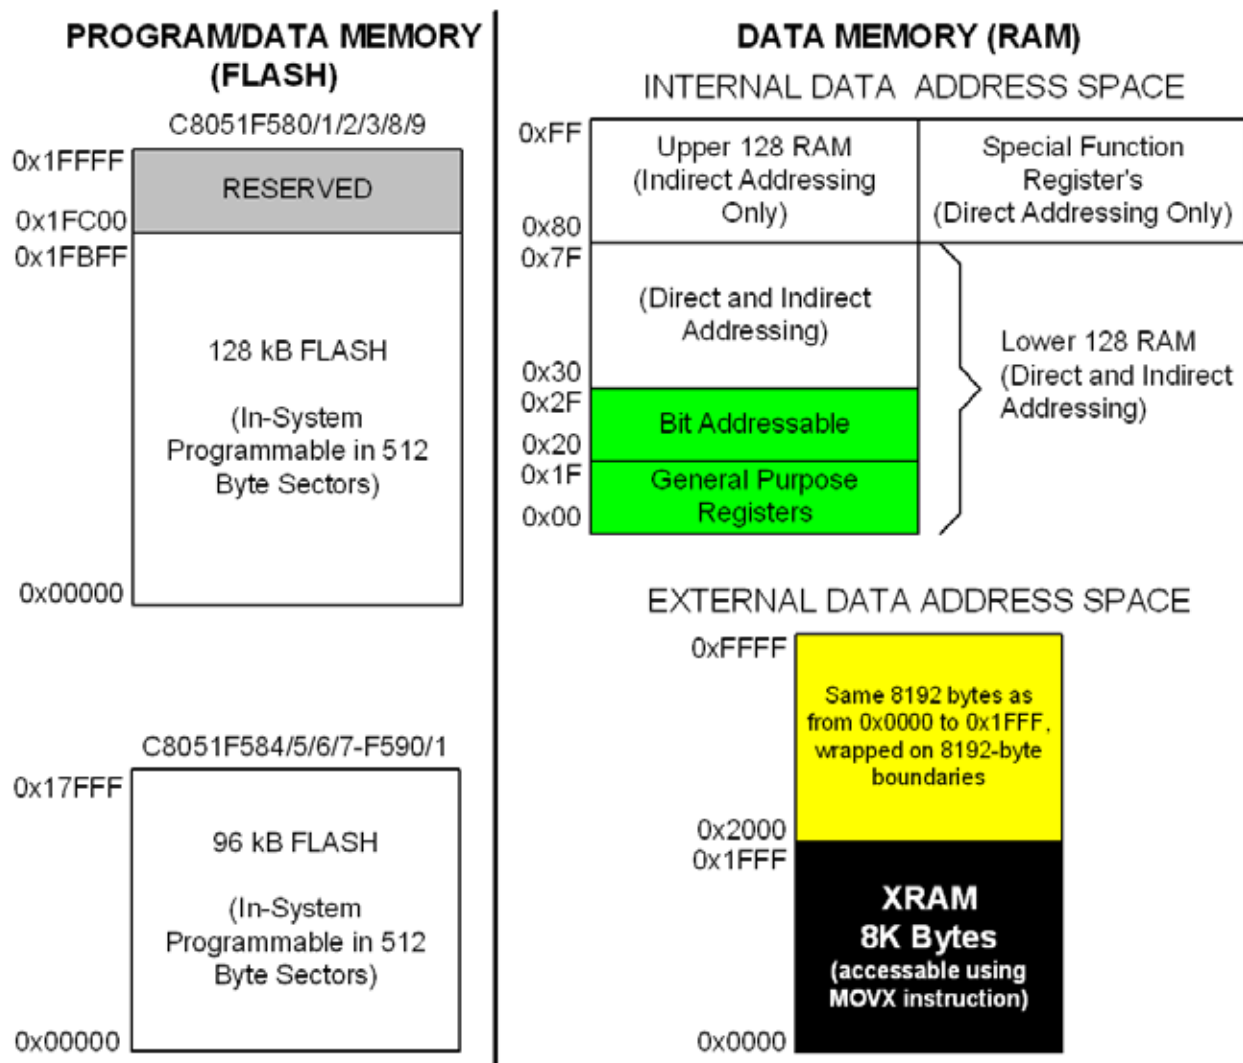 PROGRAM/DATA MEMORY
(FLASH)
C8051F580/1/2/3/8/9
0x1FFFF
RESERVED
0x1FC00
0x1FBFF
128 kB FLASH
(In-System
Programmable in 512
Byte Sectors)
0x00000
C8051F584/5/6/7-F590/1
0x17FFF
96 kB FLASH
(In-System
Programmable in 512
Byte Sectors)
0x00000
DATA MEMORY (RAM)
INTERNAL DATA ADDRESS SPACE
0xFF
Upper 128 RAM
(Indirect Addressing
Only)
0x80
Special Function
Register's
(Direct Addressing Only)
0x7F
(Direct and Indirect
Addressing)
0x30
Lower 128 RAM
(Direct and Indirect
Addressing)
0x2F
Bit Addressable
0x20
0x1F
General Purpose
Registers
0x00
EXTERNAL DATA ADDRESS SPACE
0xFFFF
Same 8192 bytes as
from 0x0000 to 0x1FFF,
wrapped on 8192-byte
boundaries
0x2000
0x1FFF
XRAM
8K Bytes
(accessable using
MOVX instruction)
0x0000